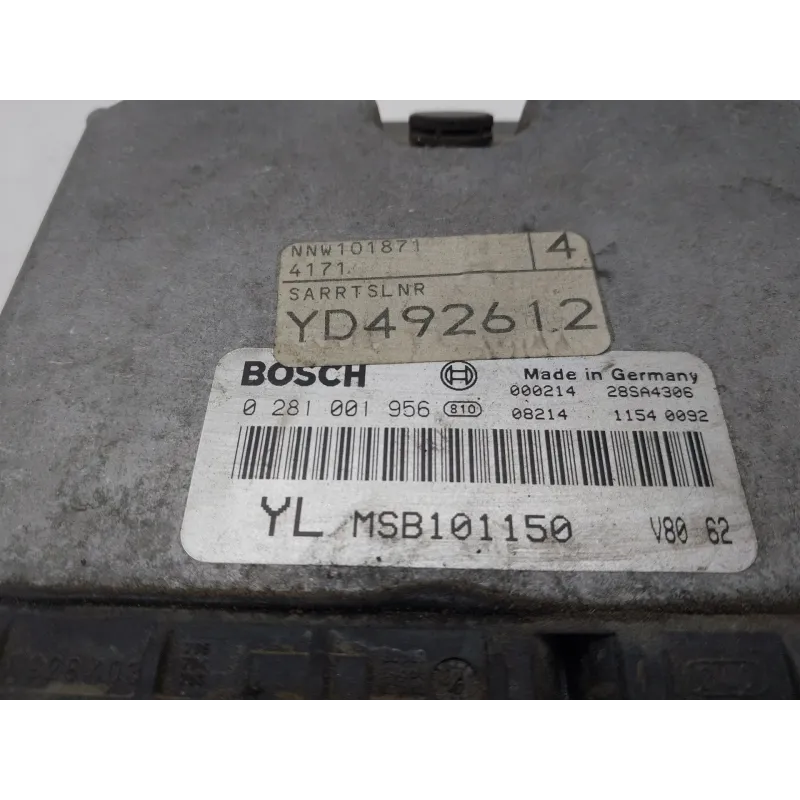 NNW101871 4
4171
SARRTSLNR
YD492612
BOSCH Made in Germany
000214 28SA4306
0 281 001 956 810 08214 1154 0092
YL MSB101150 V80 62